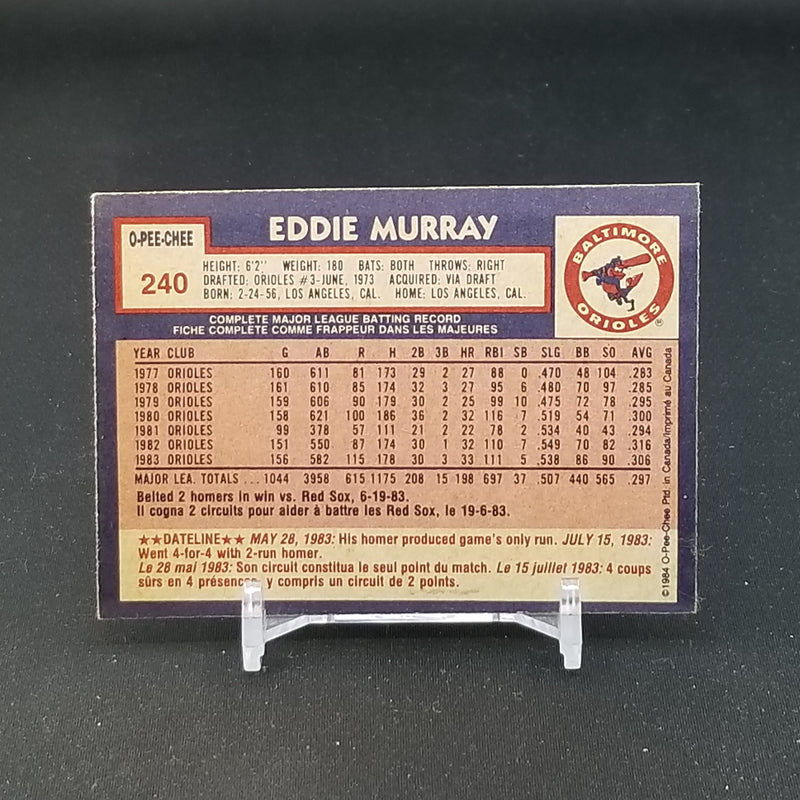 O-PEE-CHEE
240
EDDIE MURRAY
HEIGHT: 6'2" WEIGHT: 180 BATS: BOTH THROWS: RIGHT
DRAFTED: ORIOLES #3-JUNE, 1973 ACQUIRED: VIA DRAFT
BORN: 2-24-56, LOS ANGELES, CAL. HOME: LOS ANGELES, CAL.
BALTIMORE
ORIOLES®
COMPLETE MAJOR LEAGUE BATTING RECORD
FICHE COMPLÈTE COMME FRAPPEUR DANS LES MAJEURES
YEAR CLUB G AB R H 2B 3B HR RBI SB SLG BB SO AVG
1977 ORIOLES 160 611 81 173 29 2 27 88 0 .470 48 104 .283
1978 ORIOLES 161 610 85 174 32 3 27 95 6 .480 70 97 .285
1979 ORIOLES 159 606 90 179 30 2 25 99 10 .475 72 78 .295
1980 ORIOLES 158 621 100 186 36 2 32 116 7 .519 54 71 .300
1981 ORIOLES 99 378 57 111 21 2 22 78 2 .534 40 43 .294
1982 ORIOLES 151 550 87 174 30 1 32 110 7 .549 70 82 .316
1983 ORIOLES 156 582 115 178 30 3 33 111 5 .538 86 90 .306
MAJOR LEA. TOTALS ... 1044 3958 615 1175 208 15 198 697 37 .507 440 565 .297
Belted 2 homers in win vs. Red Sox, 6-19-83.
Il cogna 2 circuits pour aider à battre les Red Sox, le 19-6-83.
★★DATELINE★★ MAY 28, 1983: His homer produced game's only run. JULY 15, 1983:
Went 4-for-4 with 2-run homer.
Le 28 mai 1983: Son circuit constitua le seul point du match. Le 15 juillet 1983: 4 coups
sûrs en 4 présences y compris un circuit de 2 points.
©1984 O-Pee-Chee Ptd. in Canada/Imprimé au Canada